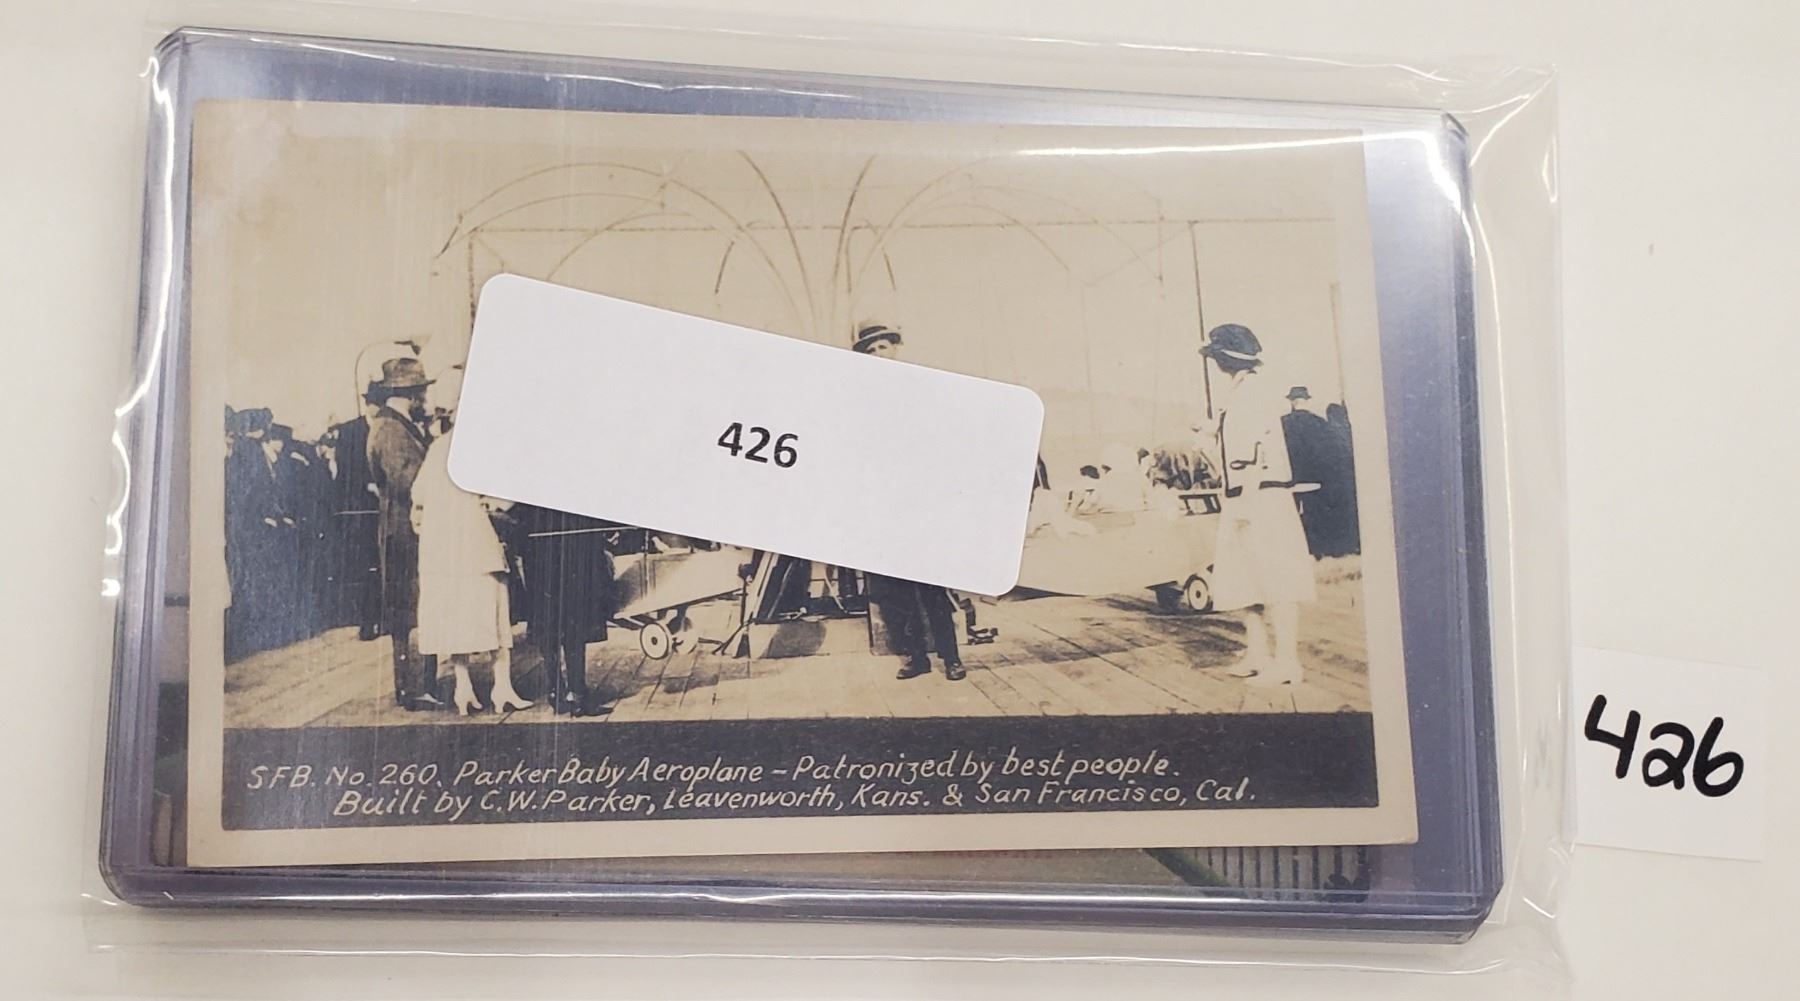 426
SFB. No. 260. Parker Baby Aeroplane - Patronized by best people.
Built by C.W. Parker, Leavenworth, Kans. & San Francisco, Cal.
426